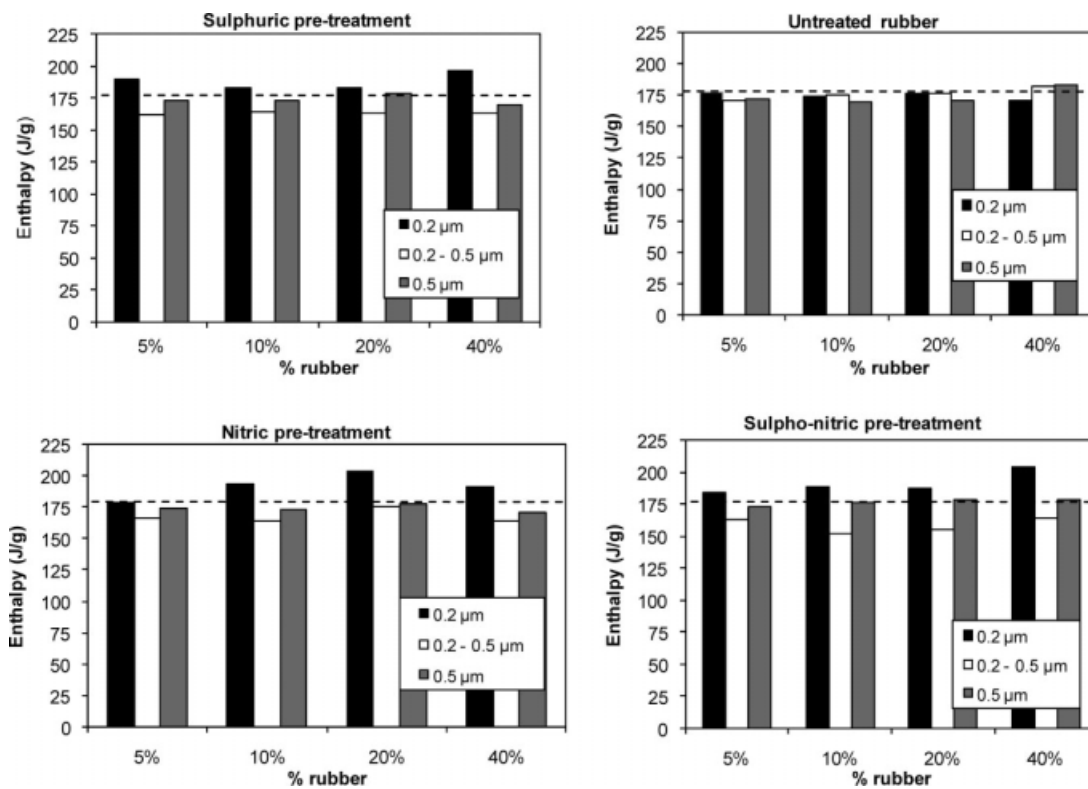 Sulphuric pre-treatment
Enthalpy (J/g)
225
200
175
150
125
100
75
50
25
0
0.2 µm
0.2 - 0.5 µm
0.5 µm
5%
10%
20%
40%
% rubber
Untreated rubber
Enthalpy (J/g)
225
200
175
150
125
100
75
50
25
0
0.2 µm
0.2 - 0.5 µm
0.5 µm
5%
10%
20%
40%
% rubber
Nitric pre-treatment
Enthalpy (J/g)
225
200
175
150
125
100
75
50
25
0
0.2 µm
0.2 - 0.5 µm
0.5 µm
5%
10%
20%
40%
% rubber
Sulpho-nitric pre-treatment
Enthalpy (J/g)
225
200
175
150
125
100
75
50
25
0
0.2 µm
0.2 - 0.5 µm
0.5 µm
5%
10%
20%
40%
% rubber